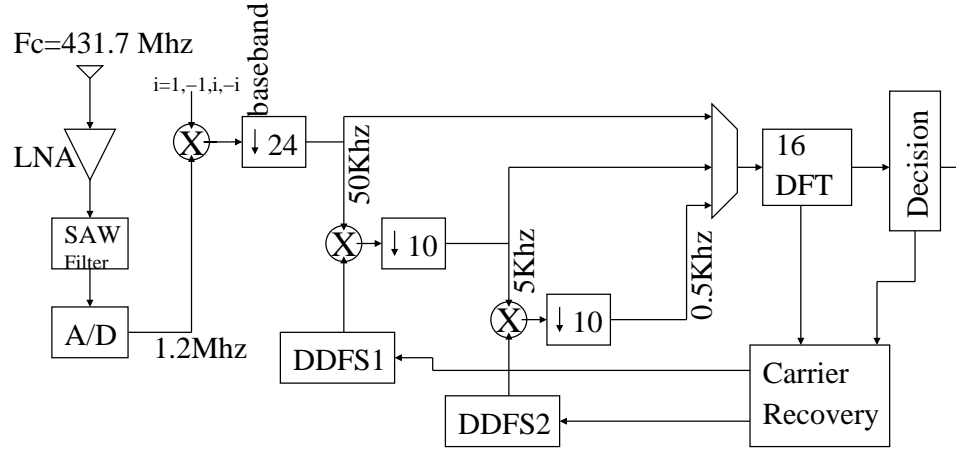 Fc=431.7 Mhz
i=1,−1,i,−i
baseband
LNA
X
↓ 24
50Khz
16
DFT
Decision
SAW
Filter
X
↓ 10
5Khz
0.5Khz
A/D
1.2Mhz
X
↓ 10
DDFS1
Carrier
Recovery
DDFS2